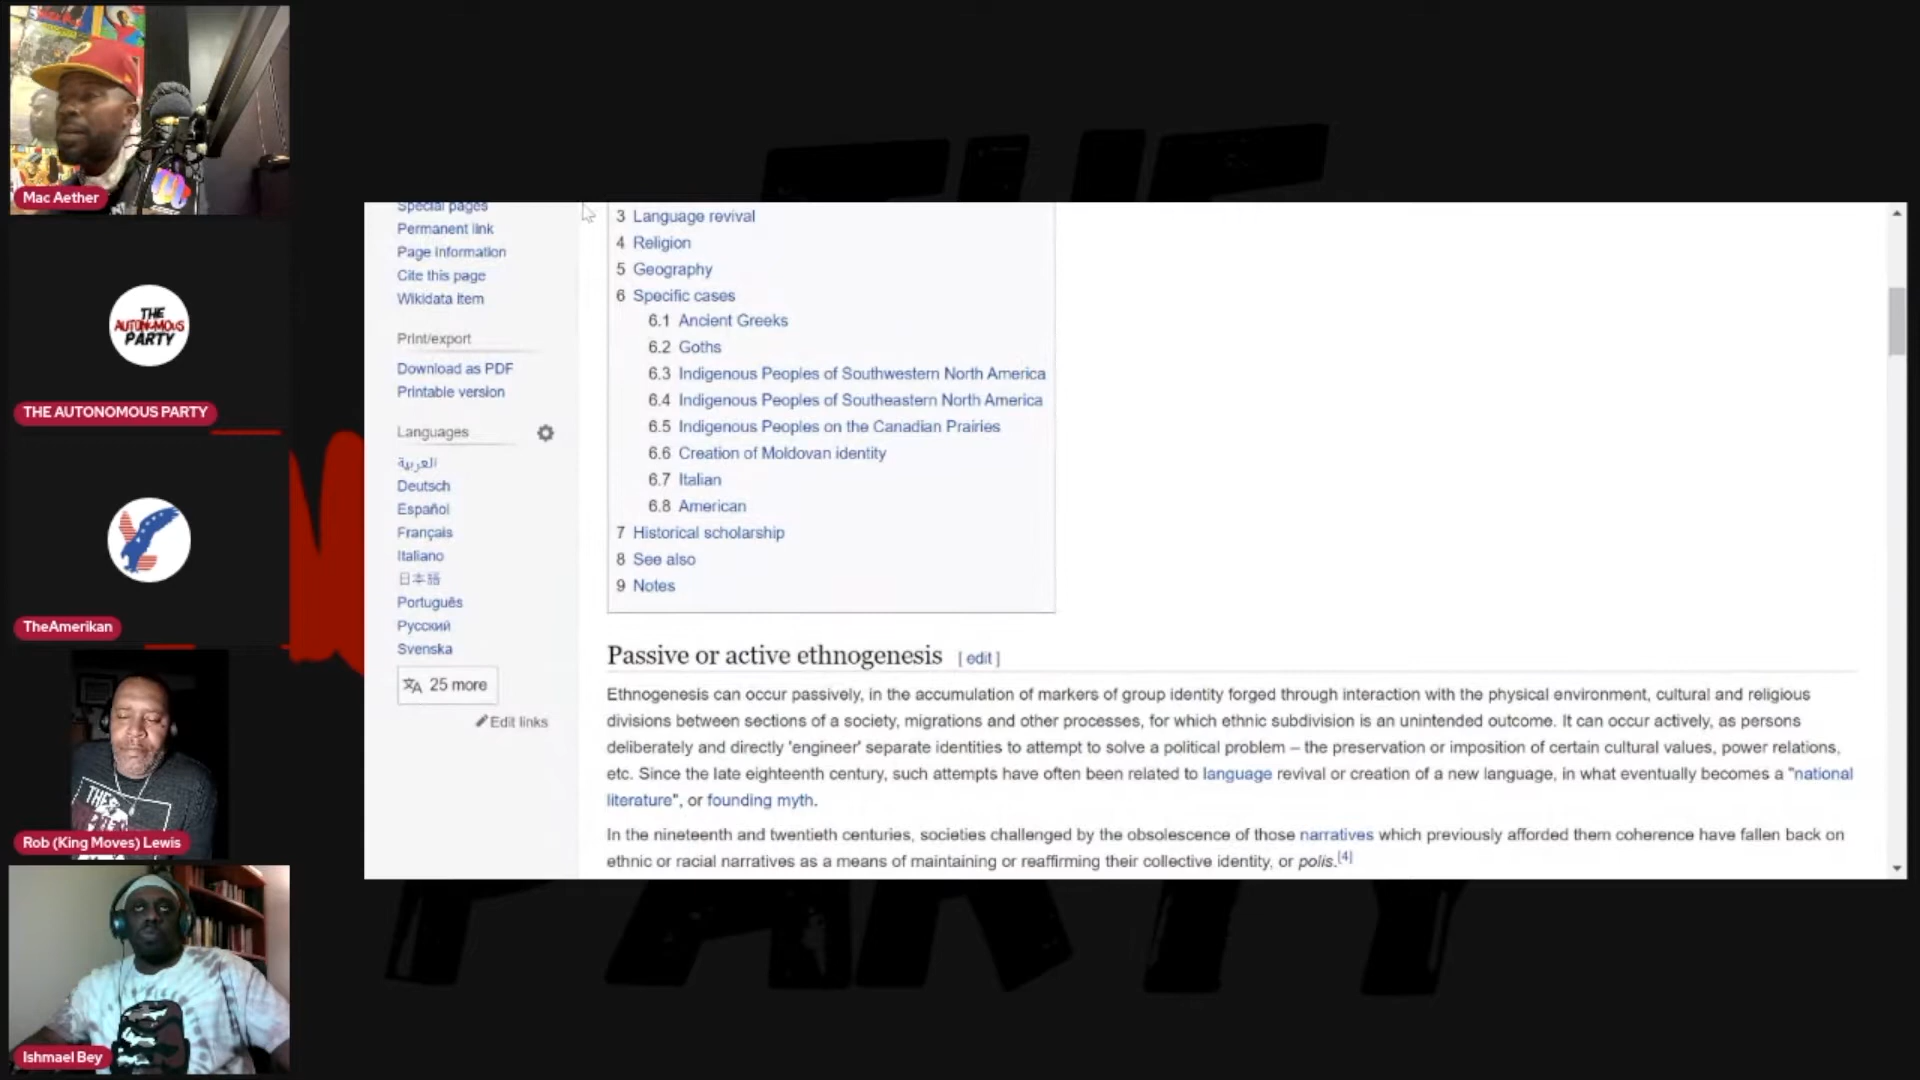 Mac Aether
THE
AUTONOMOUS
PARTY
THE AUTONOMOUS PARTY
TheAmerikan
THE
Rob (King Moves) Lewis
Ishmael Bey
THE
PARTY
Special pages
Permanent link
Page information
Cite this page
Wikidata item
Print/export
Download as PDF
Printable version
Languages
العربية
Deutsch
Español
Français
Italiano
日本語
Português
Русский
Svenska
25 more
Edit links
3 Language revival
4 Religion
5 Geography
6 Specific cases
6.1 Ancient Greeks
6.2 Goths
6.3 Indigenous Peoples of Southwestern North America
6.4 Indigenous Peoples of Southeastern North America
6.5 Indigenous Peoples on the Canadian Prairies
6.6 Creation of Moldovan identity
6.7 Italian
6.8 American
7 Historical scholarship
8 See also
9 Notes
Passive or active ethnogenesis [ edit ]
Ethnogenesis can occur passively, in the accumulation of markers of group identity forged through interaction with the physical environment, cultural and religious
divisions between sections of a society, migrations and other processes, for which ethnic subdivision is an unintended outcome. It can occur actively, as persons
deliberately and directly 'engineer' separate identities to attempt to solve a political problem – the preservation or imposition of certain cultural values, power relations,
etc. Since the late eighteenth century, such attempts have often been related to language revival or creation of a new language, in what eventually becomes a "national
literature", or founding myth.
In the nineteenth and twentieth centuries, societies challenged by the obsolescence of those narratives which previously afforded them coherence have fallen back on
ethnic or racial narratives as a means of maintaining or reaffirming their collective identity, or polis.[4]